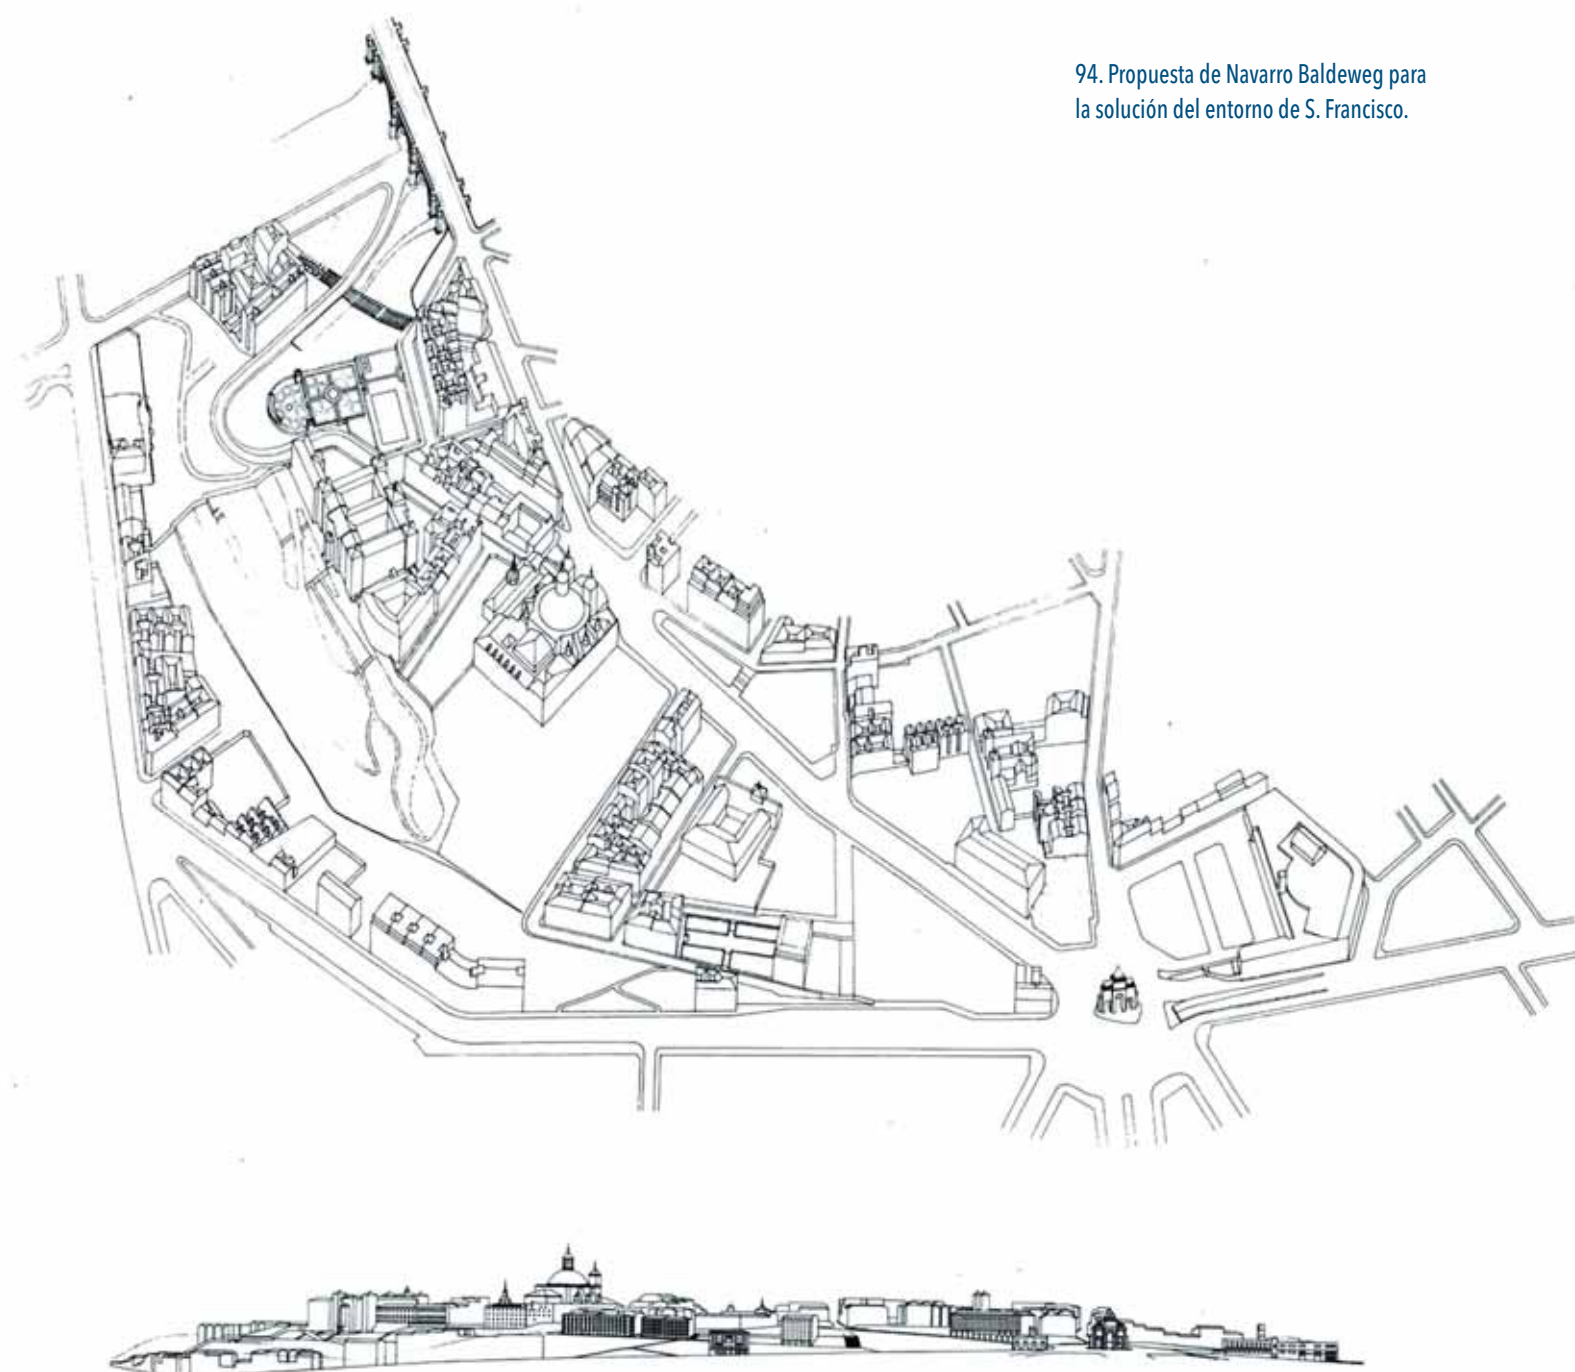 94. Propuesta de Navarro Baldeweg para
la solución del entorno de S. Francisco.